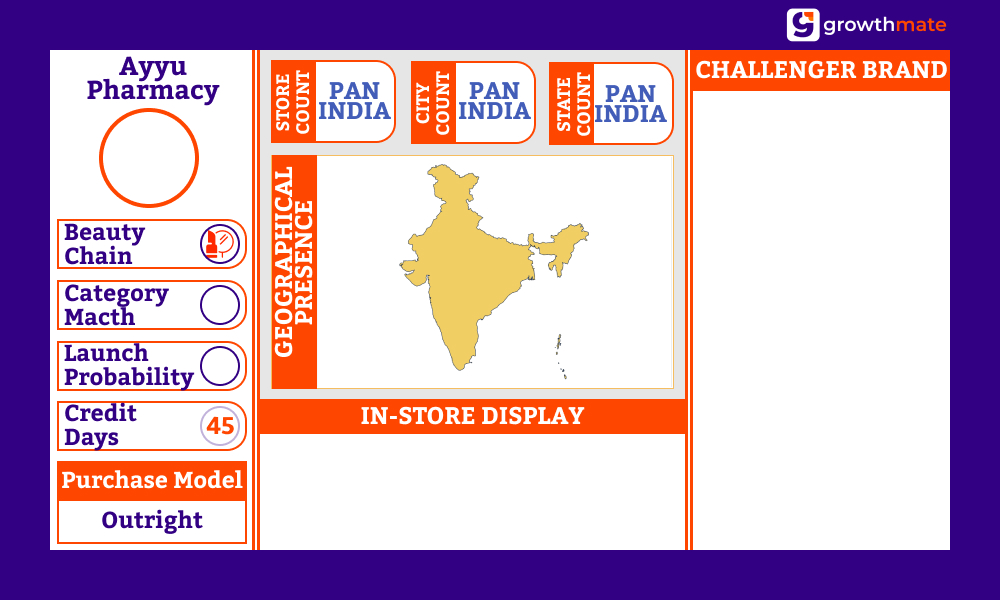 growthmate
Ayyu
Pharmacy
Beauty
Chain
Category
Macth
Launch
Probability
Credit
Days
45
Purchase Model
Outright
STORE
COUNT
PAN
INDIA
CITY
COUNT
PAN
INDIA
STATE
COUNT
PAN
INDIA
GEOGRAPHICAL
PRESENCE
IN-STORE DISPLAY
CHALLENGER BRAND